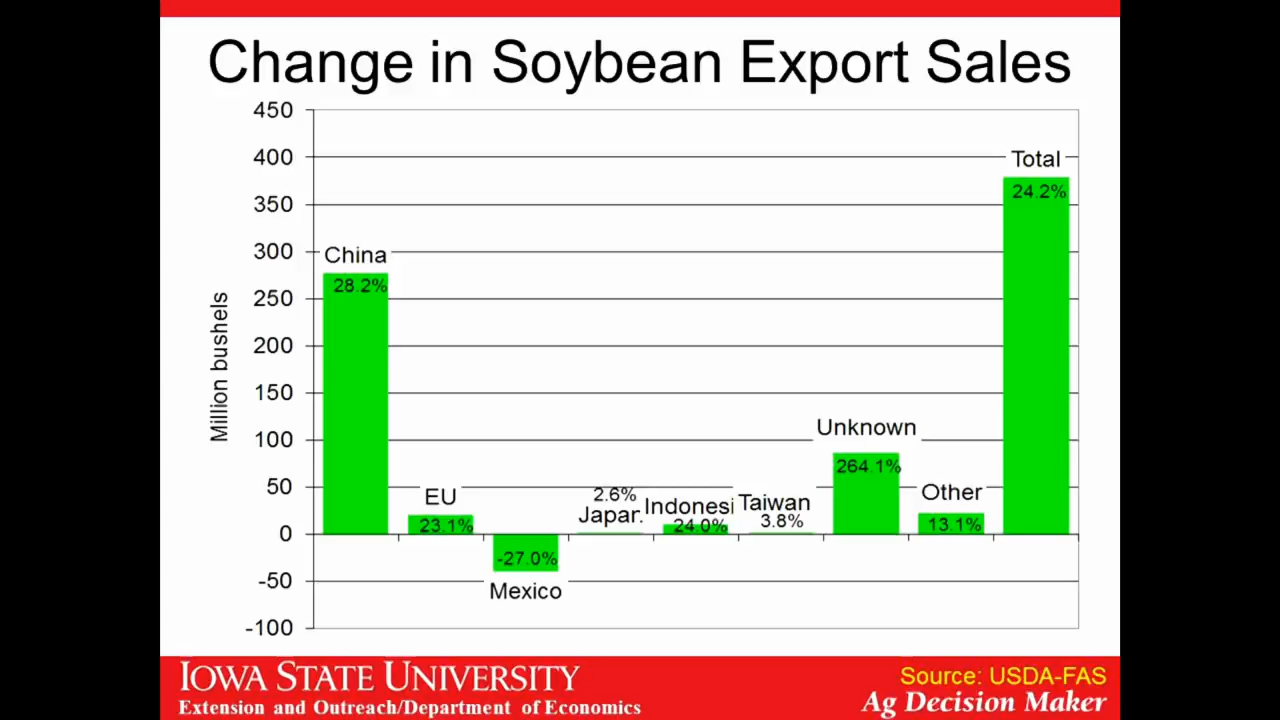 Change in Soybean Export Sales
450
400
350
300
250
200
150
100
50
0
-50
-100
Million bushels
China
28.2%
EU
23.1%
-27.0%
Mexico
2.6%
Japar.
Indonesi
24.0%
Taiwan
3.8%
Unknown
264.1%
Other
13.1%
Total
24.2%
IOWA STATE UNIVERSITY
Extension and Outreach/Department of Economics
Source: USDA-FAS
Ag Decision Maker